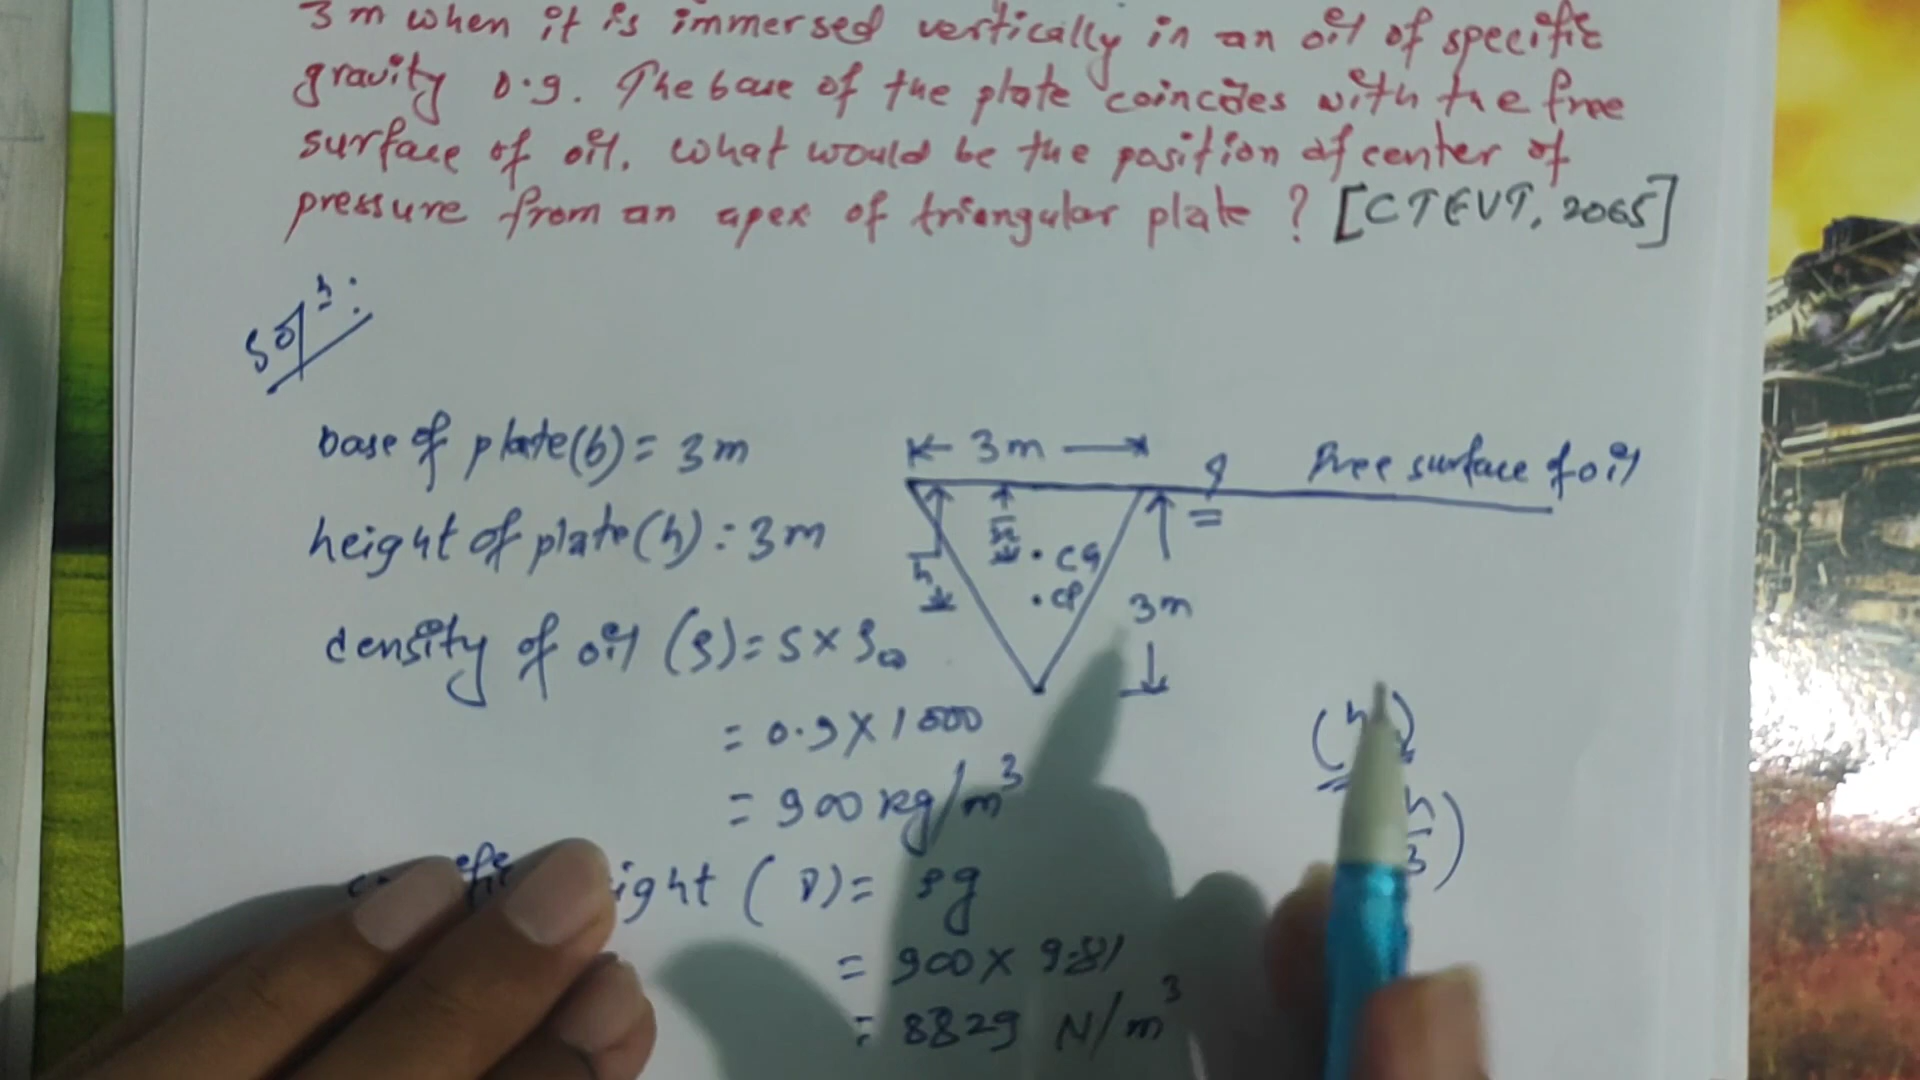 3 m when it is immersed vertically in an oil of specific
gravity 0.9. The base of the plate coincides with the free
surface of oil. What would be the position of center of
pressure from an apex of triangular plate ? [CTEVT, 2065]
Solⁿ:
base of plate(b) = 3m
height of plate(h) = 3m
density of oil (ρ) = S × ρω
= 0.9 × 1000
= 900 kg/m³
ight ( γ) = ρg
= 900 × 9.81
= 8829 N/m³
3m
Free surface of oil
x̄
• CG
h̄
• CP
3m
h
3